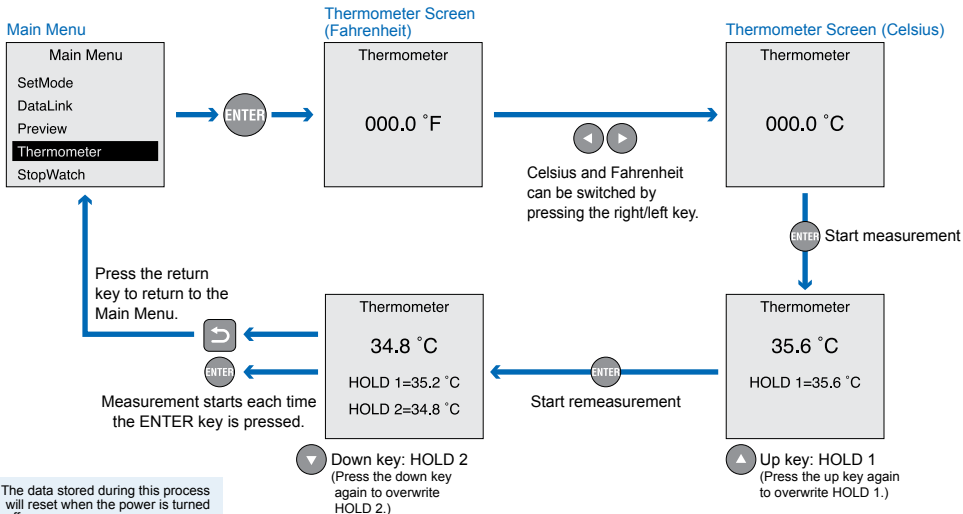 Main Menu
Main Menu
SetMode
DataLink
Preview
Thermometer
StopWatch
ENTER
Thermometer Screen
(Fahrenheit)
Thermometer
000.0 ˚F
Celsius and Fahrenheit
can be switched by
pressing the right/left key.
Thermometer Screen (Celsius)
Thermometer
000.0 ˚C
ENTER
Start measurement
Thermometer
35.6 ˚C
HOLD 1=35.6 ˚C
Up key: HOLD 1
(Press the up key again
to overwrite HOLD 1.)
ENTER
Start remeasurement
Thermometer
34.8 ˚C
HOLD 1=35.2 ˚C
HOLD 2=34.8 ˚C
Down key: HOLD 2
(Press the down key
again to overwrite
HOLD 2.)
Press the return
key to return to the
Main Menu.
ENTER
Measurement starts each time
the ENTER key is pressed.
The data stored during this process
will reset when the power is turned